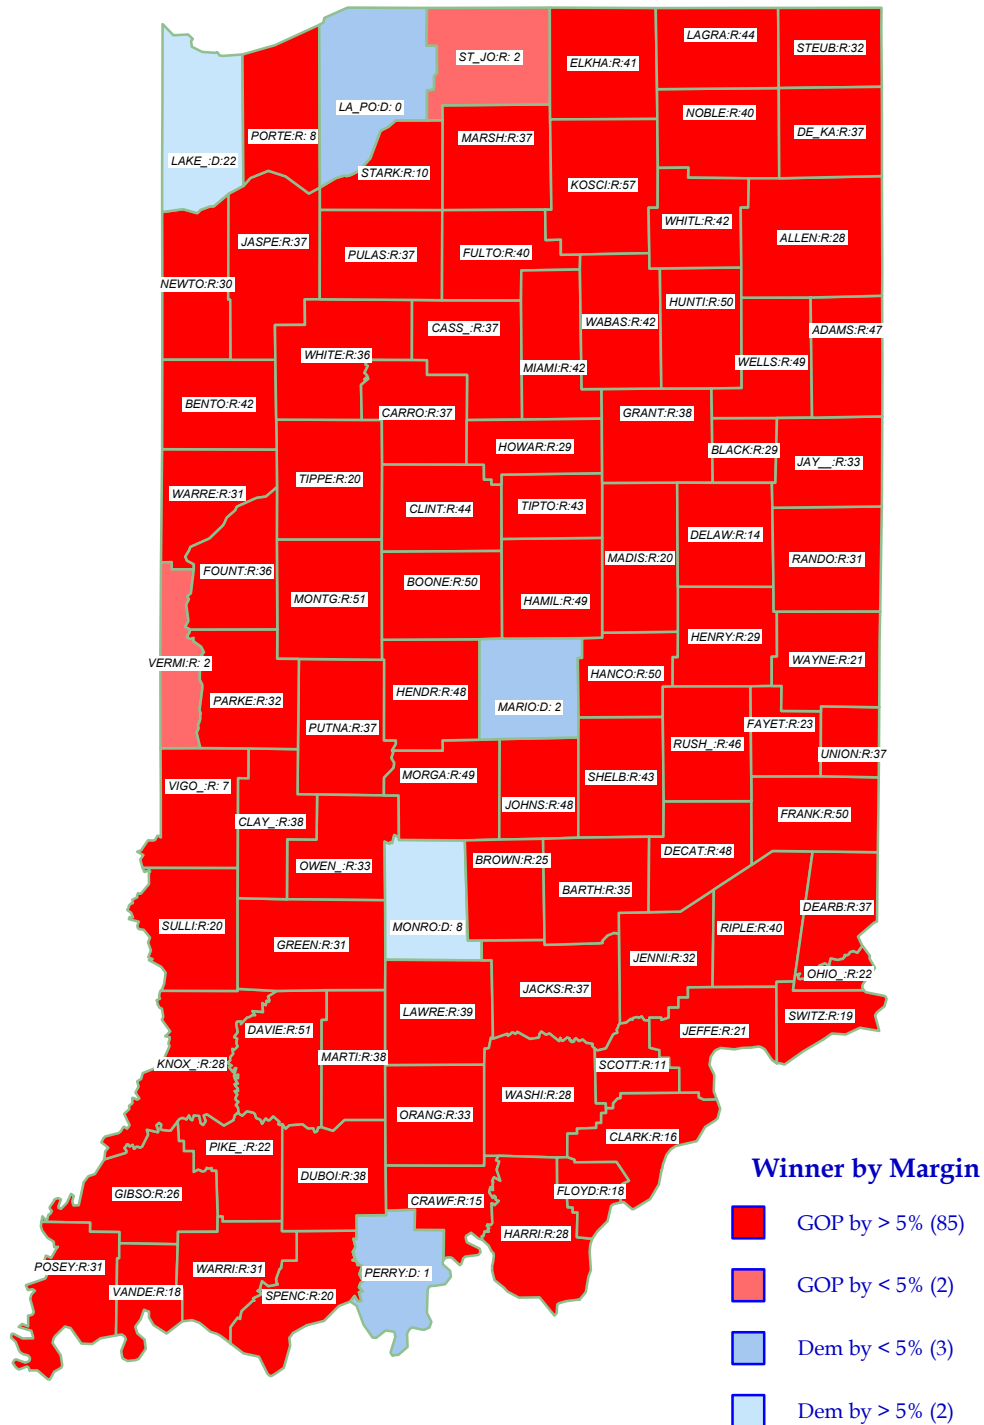 LAGRA:R:44
STEUB:R:32
ST_JO:R: 2
ELKHA:R:41
LA_PO:D: 0
NOBLE:R:40
DE_KA:R:37
PORTE:R: 8
MARSH:R:37
LAKE_:D:22
STARK:R:10
KOSCI:R:57
WHITL:R:42
ALLEN:R:28
JASPE:R:37
PULAS:R:37
FULTO:R:40
NEWTO:R:30
HUNTI:R:50
CASS_:R:37
WABAS:R:42
ADAMS:R:47
WHITE:R:36
MIAMI:R:42
WELLS:R:49
BENTO:R:42
CARRO:R:37
GRANT:R:38
HOWAR:R:29
BLACK:R:29
JAY__:R:33
TIPPE:R:20
WARRE:R:31
CLINT:R:44
TIPTO:R:43
DELAW:R:14
MADIS:R:20
RANDO:R:31
FOUNT:R:36
BOONE:R:50
MONTG:R:51
HAMIL:R:49
HENRY:R:29
VERMI:R: 2
WAYNE:R:21
HANCO:R:50
HENDR:R:48
PARKE:R:32
MARIO:D: 2
PUTNA:R:37
FAYET:R:23
RUSH_:R:46
UNION:R:37
MORGA:R:49
SHELB:R:43
VIGO_:R: 7
JOHNS:R:48
FRANK:R:50
CLAY_:R:38
DECAT:R:48
BROWN:R:25
OWEN_:R:33
BARTH:R:35
DEARB:R:37
SULLI:R:20
MONRO:D: 8
RIPLE:R:40
GREEN:R:31
JENNI:R:32
OHIO_:R:22
JACKS:R:37
LAWRE:R:39
SWITZ:R:19
DAVIE:R:51
JEFFE:R:21
MARTI:R:38
KNOX_:R:28
SCOTT:R:11
WASHI:R:28
ORANG:R:33
CLARK:R:16
PIKE_:R:22
DUBOI:R:38
GIBSO:R:26
FLOYD:R:18
CRAWF:R:15
HARRI:R:28
POSEY:R:31
WARRI:R:31
PERRY:D: 1
VANDE:R:18
SPENC:R:20
Winner by Margin
GOP by > 5% (85)
GOP by < 5% (2)
Dem by < 5% (3)
Dem by > 5% (2)